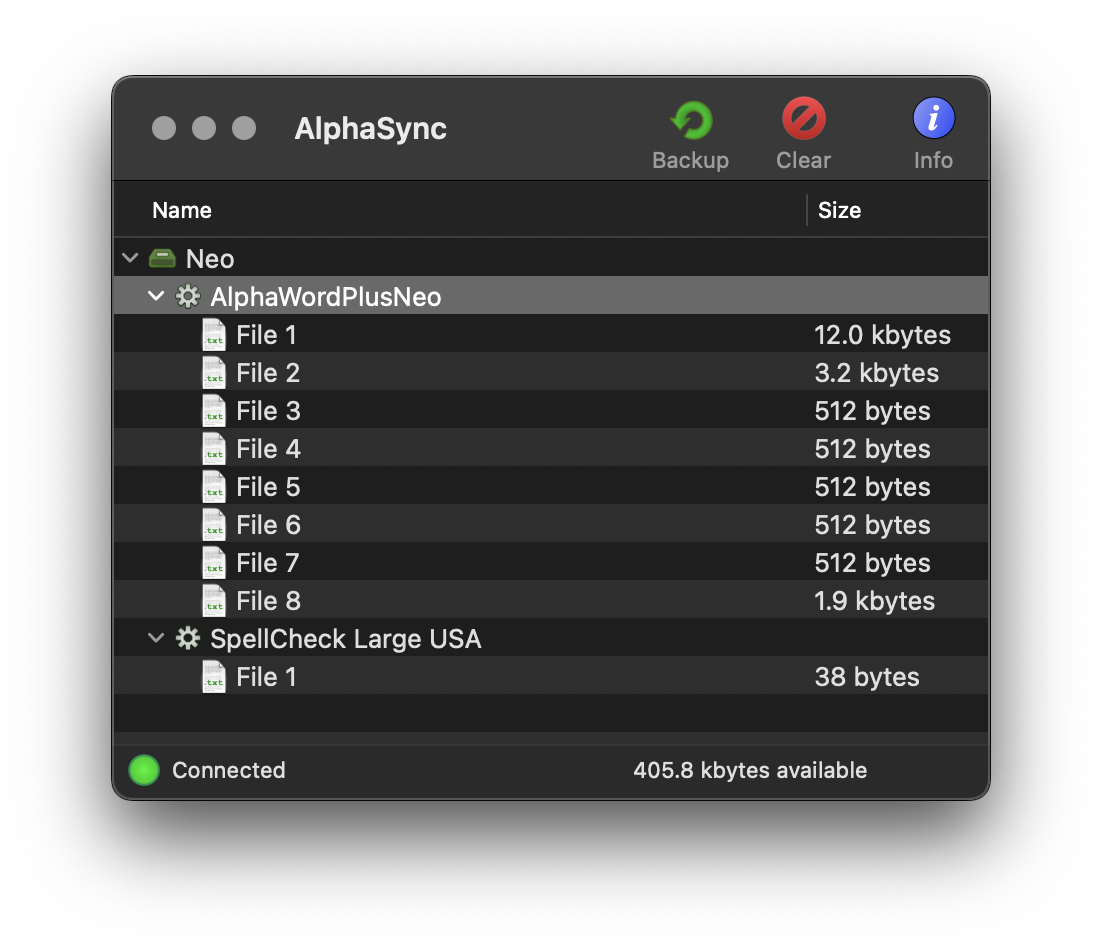 AlphaSync
Backup Clear Info
Name Size
Neo
AlphaWordPlusNeo
File 1 12.0 kbytes
File 2 3.2 kbytes
File 3 512 bytes
File 4 512 bytes
File 5 512 bytes
File 6 512 bytes
File 7 512 bytes
File 8 1.9 kbytes
SpellCheck Large USA
File 1 38 bytes
Connected 405.8 kbytes available